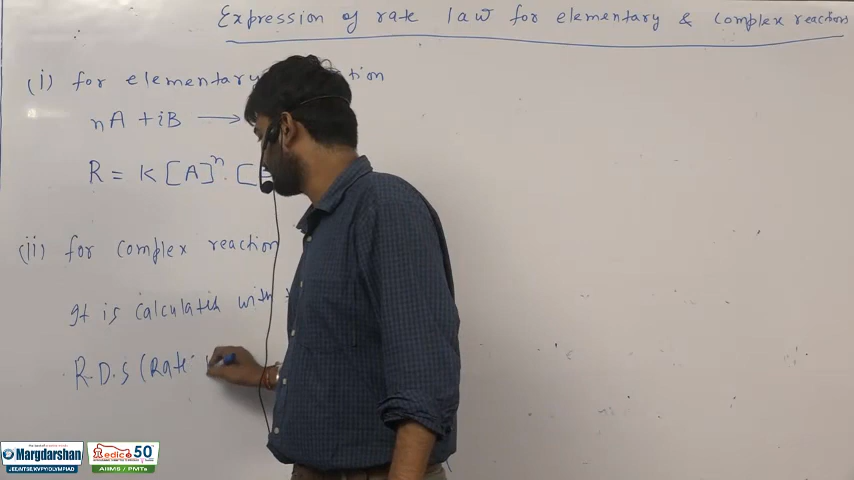 Expression of rate law for elementary & complex reactions
(i) for elementary tion
nA + iB ⟶
R = K [A]ⁿ. [
(ii) for complex reaction
It is calculated with
R.D.S (Rate
Margdarshan
JEE/NTSE/KVPY/OLYMPIAD
Medico 50
AIIMS / PMTs